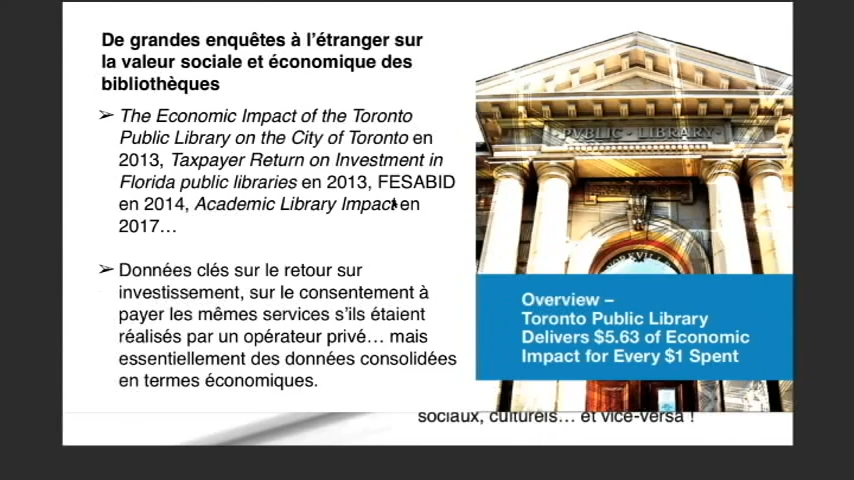 De grandes enquêtes à l'étranger sur
la valeur sociale et économique des
bibliothèques
➢ The Economic Impact of the Toronto
Public Library on the City of Toronto en
2013, Taxpayer Return on Investment in
Florida public libraries en 2013, FESABID
en 2014, Academic Library Impact en
2017…
➢ Données clés sur le retour sur
investissement, sur le consentement à
payer les mêmes services s'ils étaient
réalisés par un opérateur privé… mais
essentiellement des données consolidées
en termes économiques.
PUBLIC · LIBRARY
Overview –
Toronto Public Library
Delivers $5.63 of Economic
Impact for Every $1 Spent
sociaux, culturels… et vice-versa !